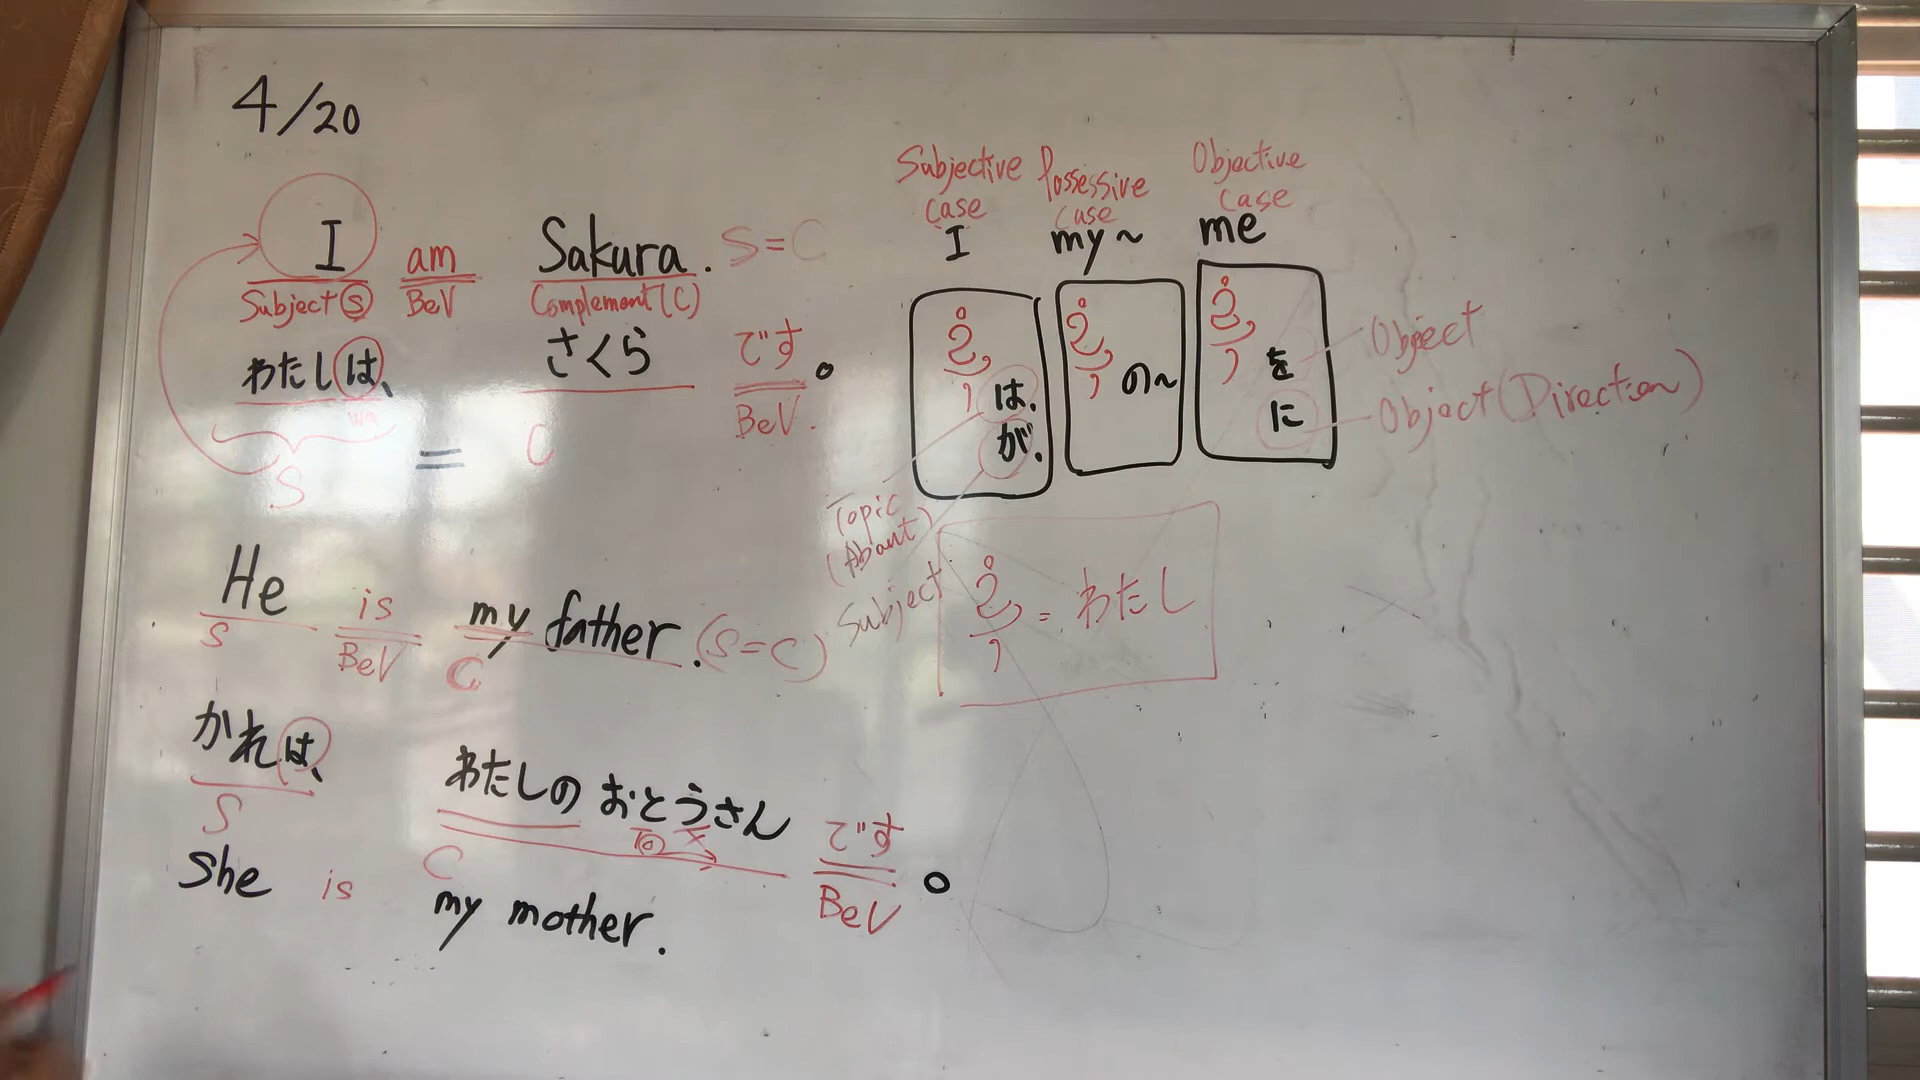 4/20
I am Sakura. S=C
Subject(S) BeV Complement(C)
わたしは、 さくら です。
wa
BeV.
S = C
He is my father. (S=C)
S BeV C
かれは、 わたしの おとうさん です。
S C BeV
She is my mother.
Subjective case Possessive case Objective case
I my~ me
は. の~ を Object
が. に Object(Direction)
Topic
(About)
Subject
= わたし